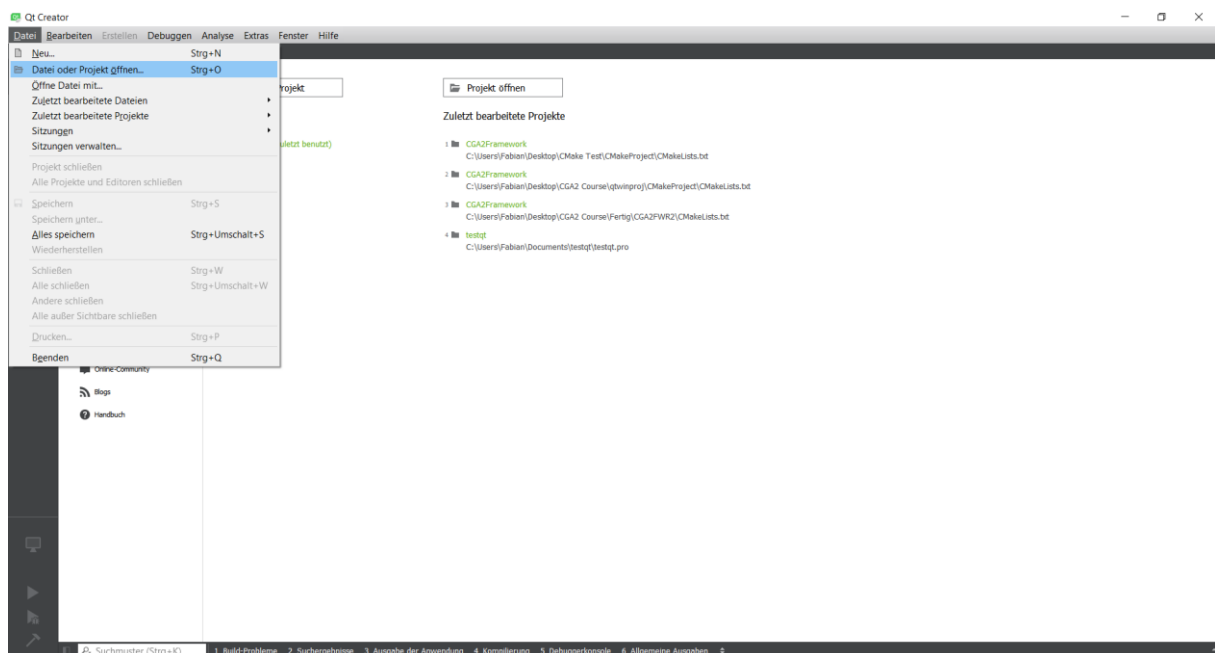 Qt Creator
Datei Bearbeiten Erstellen Debuggen Analyse Extras Fenster Hilfe
Neu... Strg+N
Datei oder Projekt öffnen... Strg+O
Öffne Datei mit...
Zuletzt bearbeitete Dateien
Zuletzt bearbeitete Projekte
Sitzungen
Sitzungen verwalten...
Projekt schließen
Alle Projekte und Editoren schließen
Speichern Strg+S
Speichern unter...
Alles speichern Strg+Umschalt+S
Wiederherstellen
Schließen Strg+W
Alle schließen Strg+Umschalt+W
Andere schließen
Alle außer Sichtbare schließen
Drucken... Strg+P
Beenden Strg+Q
Online-Community
Blogs
Handbuch
rojekt
uletzt benutzt)
Projekt öffnen
Zuletzt bearbeitete Projekte
1 CGA2Framework
C:\Users\Fabian\Desktop\CMake Test\CMakeProject\CMakeLists.txt
2 CGA2Framework
C:\Users\Fabian\Desktop\CGA2 Course\qtwinproj\CMakeProject\CMakeLists.txt
3 CGA2Framework
C:\Users\Fabian\Desktop\CGA2 Course\Fertig\CGA2FWR2\CMakeLists.txt
4 testqt
C:\Users\Fabian\Documents\testqt\testqt.pro
Suchmuster (Strg+K) 1 Build-Probleme 2 Suchergebnisse 3 Ausgabe der Anwendung 4 Kompilierung 5 Debuggerkonsole 6 Allgemeine Ausgaben